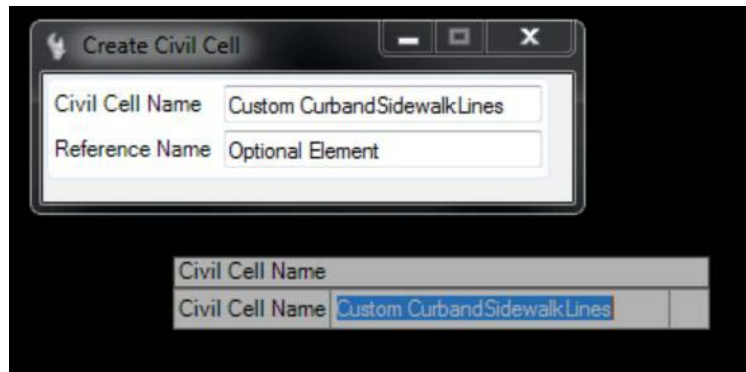 Create Civil Cell
Civil Cell Name Custom CurbandSidewalkLines
Reference Name Optional Element
Civil Cell Name
Civil Cell Name Custom CurbandSidewalkLines